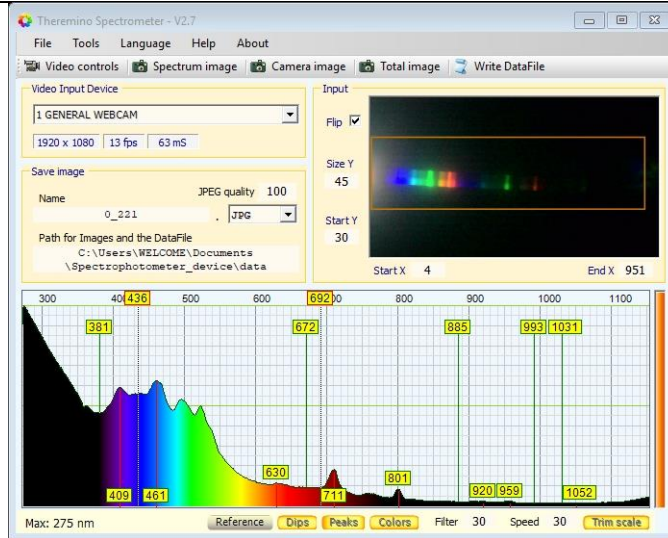 Theremino Spectrometer - V2.7
File Tools Language Help About
Video controls Spectrum image Camera image Total image Write DataFile
Video Input Device
1 GENERAL WEBCAM
1920 x 1080 13 fps 63 mS
Save image
Name JPEG quality 100
0_221 . JPG
Path for Images and the DataFile
C:\Users\WELCOME\Documents
\Spectrophotometer_device\data
Input
Flip
Size Y
45
Start Y
30
Start X 4 End X 951
300 436 500 600 692 800 900 1000 1100
381 672 885 993 1031
630 801
409 461 711 920 959 1052
Max: 275 nm Reference Dips Peaks Colors Filter 30 Speed 30 Trim scale